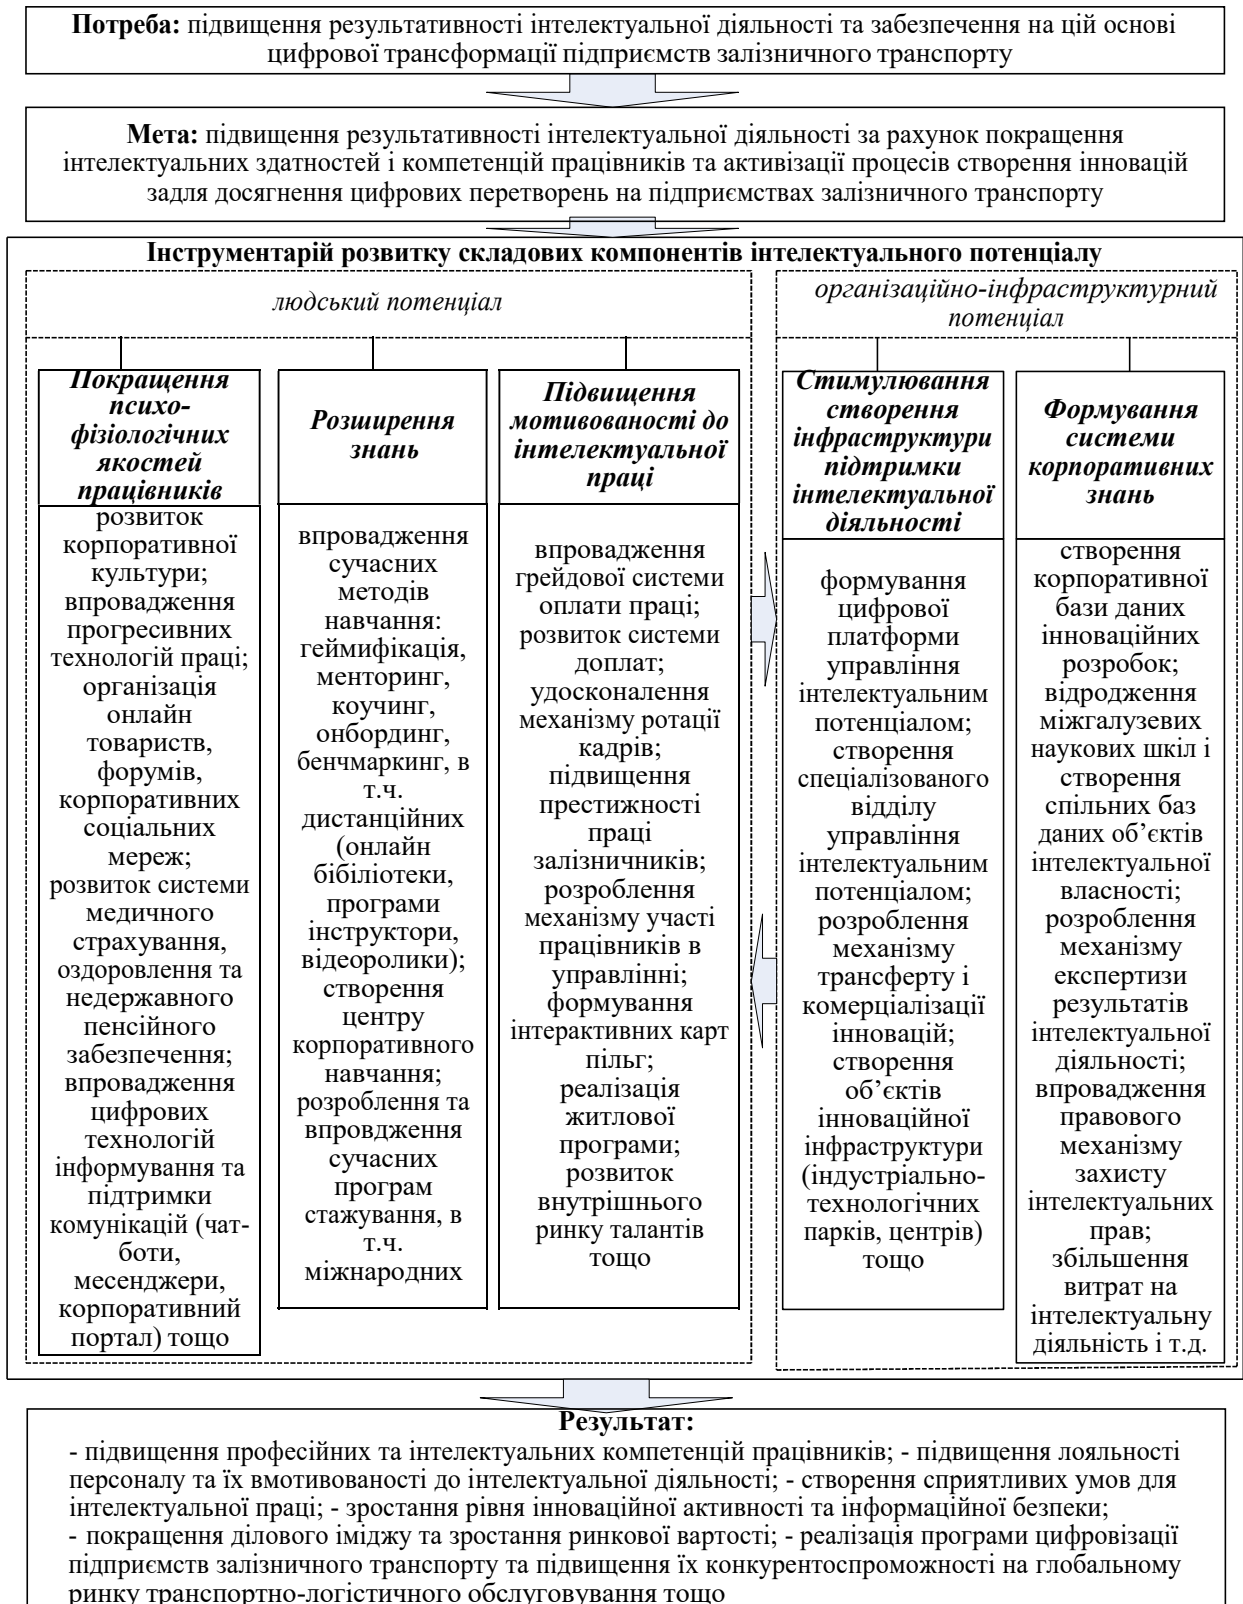 Потреба: підвищення результативності інтелектуальної діяльності та забезпечення на цій основі
цифрової трансформації підприємств залізничного транспорту
Мета: підвищення результативності інтелектуальної діяльності за рахунок покращення
інтелектуальних здатностей і компетенцій працівників та активізації процесів створення інновацій
задля досягнення цифрових перетворень на підприємствах залізничного транспорту
Інструментарій розвитку складових компонентів інтелектуального потенціалу
людський потенціал
організаційно-інфраструктурний
потенціал
Покращення
психо-
фізіологічних
якостей
працівників
розвиток
корпоративної
культури;
впровадження
прогресивних
технологій праці;
організація
онлайн
товариств,
форумів,
корпоративних
соціальних
мереж;
розвиток системи
медичного
страхування,
оздоровлення та
недержавного
пенсійного
забезпечення;
впровадження
цифрових
технологій
інформування та
підтримки
комунікацій (чат-
боти,
месенджери,
корпоративний
портал) тощо
Розширення
знань
впровадження
сучасних
методів
навчання:
геймифікація,
менторинг,
коучинг,
онбординг,
бенчмаркинг, в
т.ч.
дистанційних
(онлайн
бібіліотеки,
програми
інструктори,
відеоролики);
створення
центру
корпоративного
навчання;
розроблення та
впровдження
сучасних
програм
стажування, в
т.ч.
міжнародних
Підвищення
мотивованості до
інтелектуальної
праці
впровадження
грейдової системи
оплати праці;
розвиток системи
доплат;
удосконалення
механізму ротації
кадрів;
підвищення
престижності
праці
залізничників;
розроблення
механізму участі
працівників в
управлінні;
формування
інтерактивних карт
пільг;
реалізація
житлової
програми;
розвиток
внутрішнього
ринку талантів
тощо
Стимулювання
створення
інфраструктури
підтримки
інтелектуальної
діяльності
формування
цифрової
платформи
управління
інтелектуальним
потенціалом;
створення
спеціалізованого
відділу
управління
інтелектуальним
потенціалом;
розроблення
механізму
трансферту і
комерціалізації
інновацій;
створення
об’єктів
інноваційної
інфраструктури
(індустріально-
технологічних
парків, центрів)
тощо
Формування
системи
корпоративних
знань
створення
корпоративної
бази даних
інноваційних
розробок;
відродження
міжгалузевих
наукових шкіл і
створення
спільних баз
даних об’єктів
інтелектуальної
власності;
розроблення
механізму
експертизи
результатів
інтелектуальної
діяльності;
впровадження
правового
механізму
захисту
інтелектуальних
прав;
збільшення
витрат на
інтелектуальну
діяльність і т.д.
Результат:
- підвищення професійних та інтелектуальних компетенцій працівників; - підвищення лояльності
персоналу та їх вмотивованості до інтелектуальної діяльності; - створення сприятливих умов для
інтелектуальної праці; - зростання рівня інноваційної активності та інформаційної безпеки;
- покращення ділового іміджу та зростання ринкової вартості; - реалізація програми цифровізації
підприємств залізничного транспорту та підвищення їх конкурентоспроможності на глобальному
ринку транспортно-логістичного обслуговування тощо